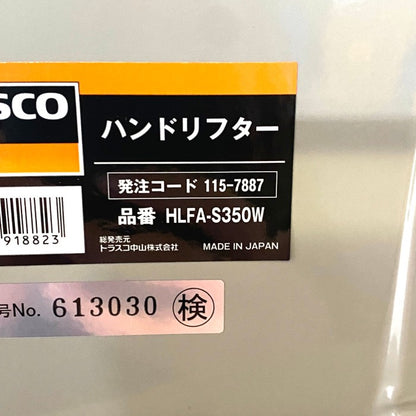 SCO
ハンドリフター
発注コード 115-7887
品番 HLFA-S350W
918823
総発売元
トラスコ中山株式会社
MADE IN JAPAN
号No. 613030 検